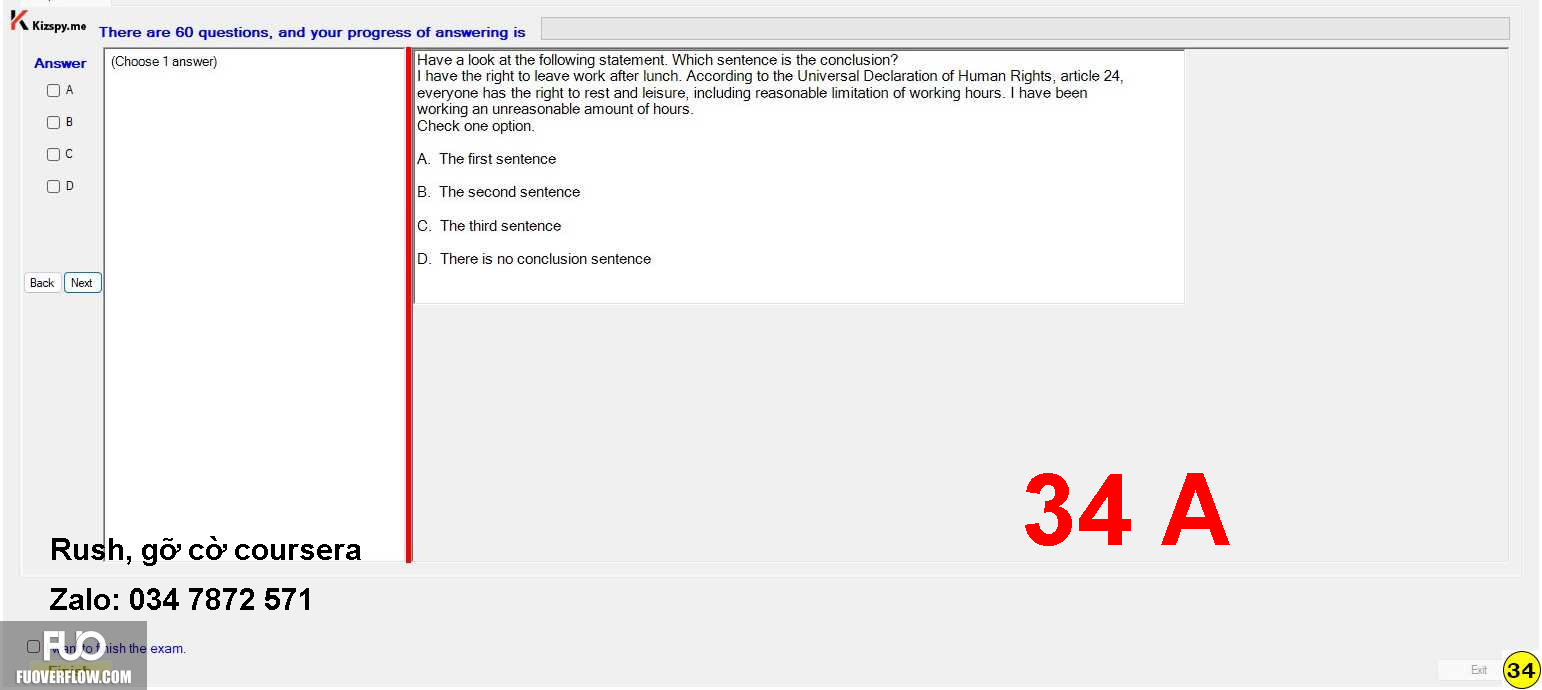 Kizspy.me
There are 60 questions, and your progress of answering is
Answer
A
B
C
D
Back
Next
(Choose 1 answer)
Have a look at the following statement. Which sentence is the conclusion?
I have the right to leave work after lunch. According to the Universal Declaration of Human Rights, article 24,
everyone has the right to rest and leisure, including reasonable limitation of working hours. I have been
working an unreasonable amount of hours.
Check one option.
A. The first sentence
B. The second sentence
C. The third sentence
D. There is no conclusion sentence
34 A
Rush, gỡ cờ coursera
Zalo: 034 7872 571
I want to finish the exam.
FUO
Finish
FUOVERFLOW.COM
Exit
34